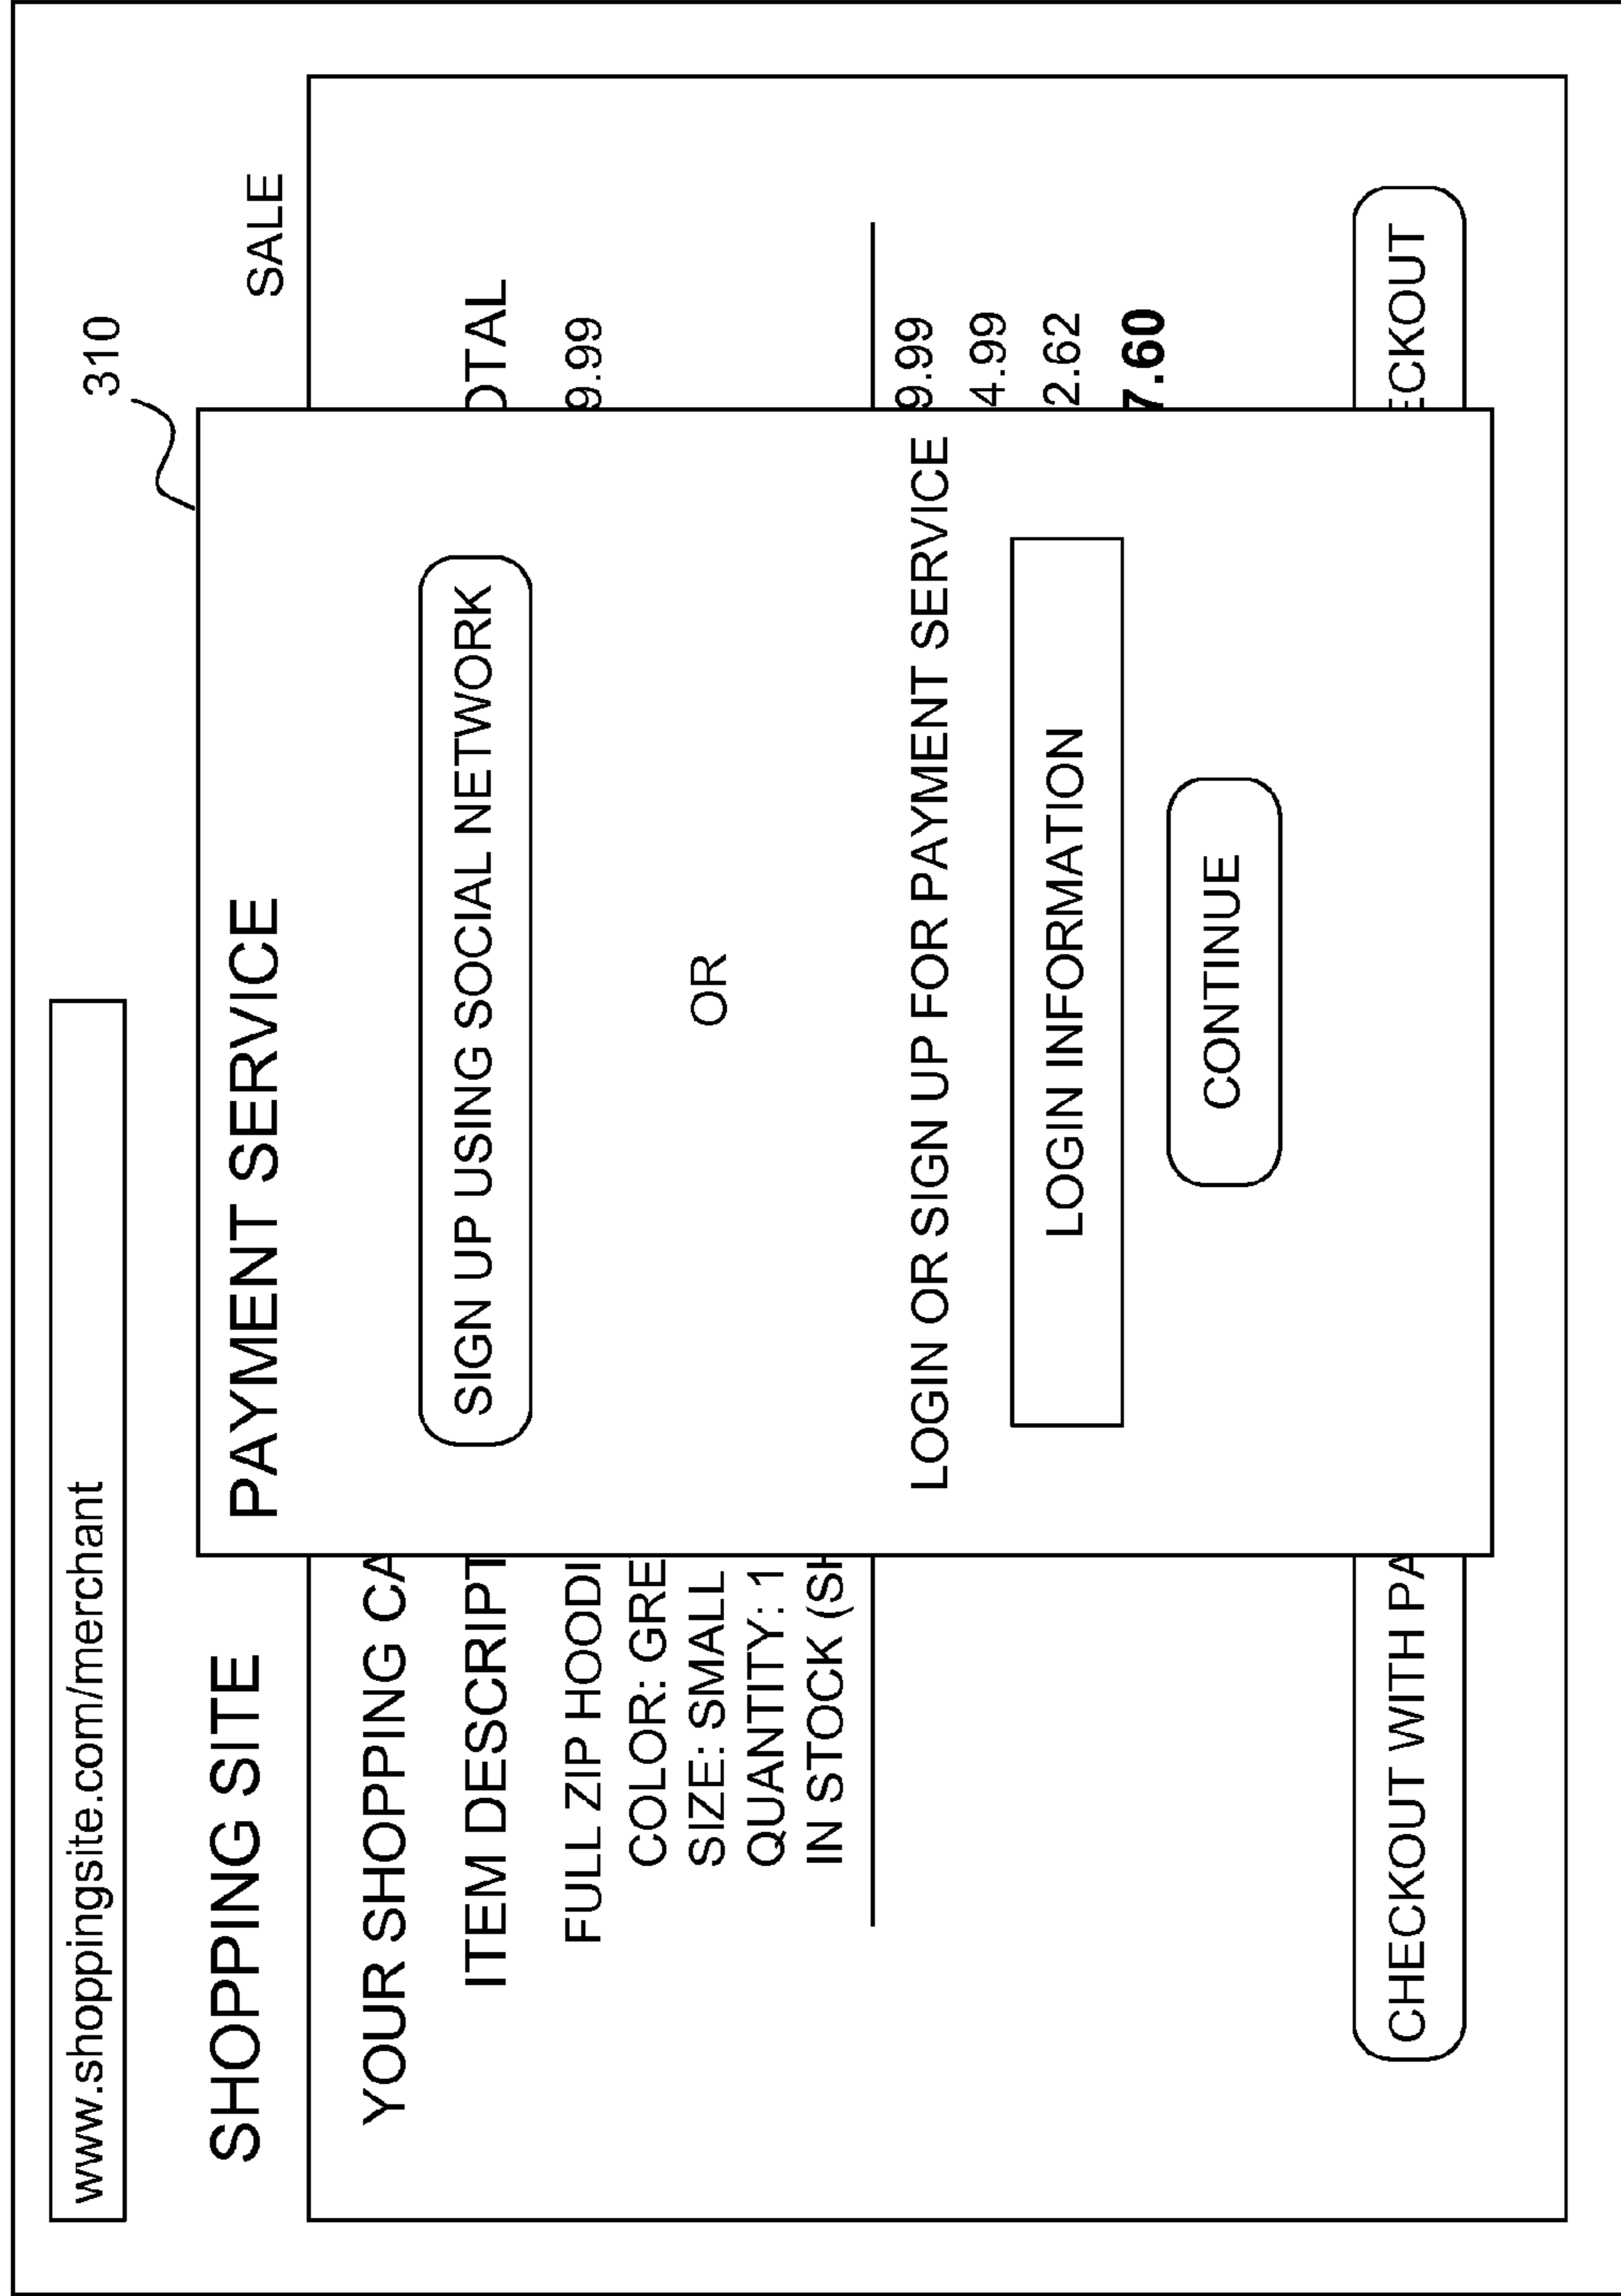 www.shoppingsite.com/merchant
310
SHOPPING SITE
SALE
PAYMENT SERVICE
YOUR SHOPPING CA
SIGN UP USING SOCIAL NETWORK
ITEM DESCRIPT
OTAL
FULL ZIP HOODI
9.99
COLOR: GRE
SIZE: SMALL
OR
QUANTITY: 1
IN STOCK (SH
LOGIN OR SIGN UP FOR PAYMENT SERVICE
9.99
4.99
LOGIN INFORMATION
2.62
7.60
CONTINUE
CHECKOUT WITH PA
ECKOUT